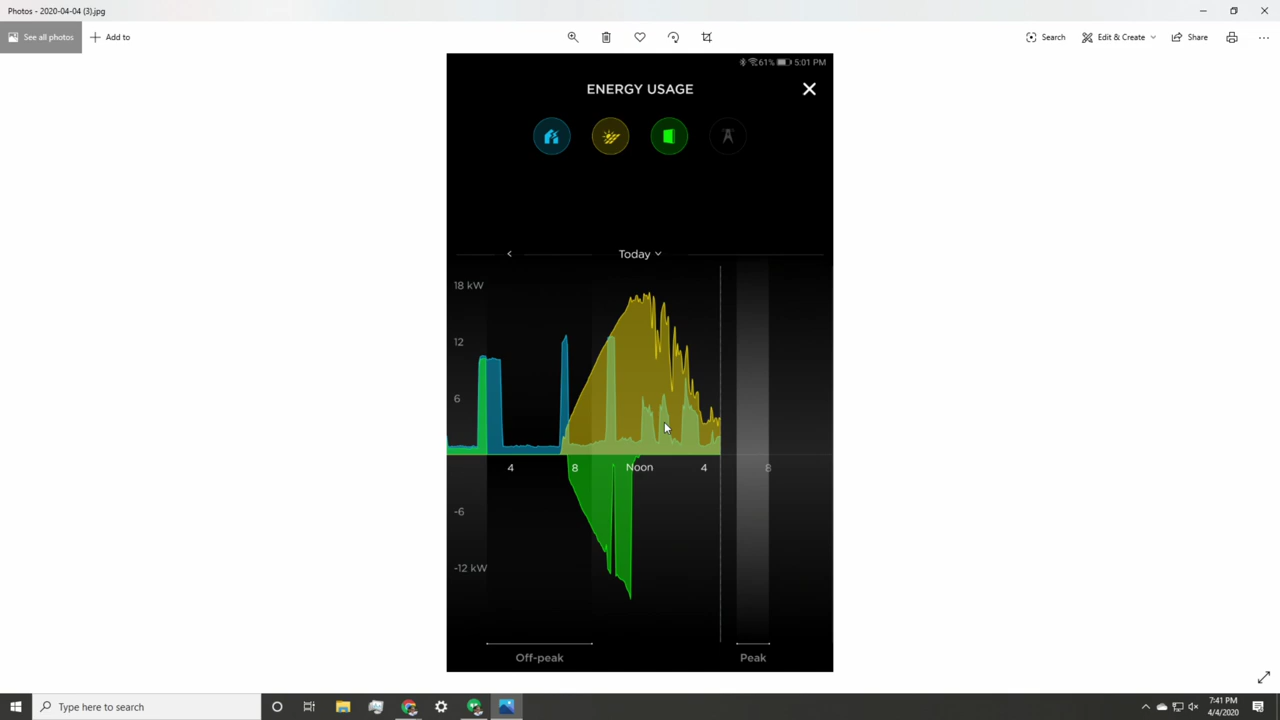 Photos - 2020-04-04 (3).jpg
See all photos
Add to
Search
Edit & Create
Share
61% 5:01 PM
ENERGY USAGE
Today
18 kW
12
6
4 8 Noon 4 8
-6
-12 kW
Off-peak Peak
Type here to search
7:41 PM
4/4/2020